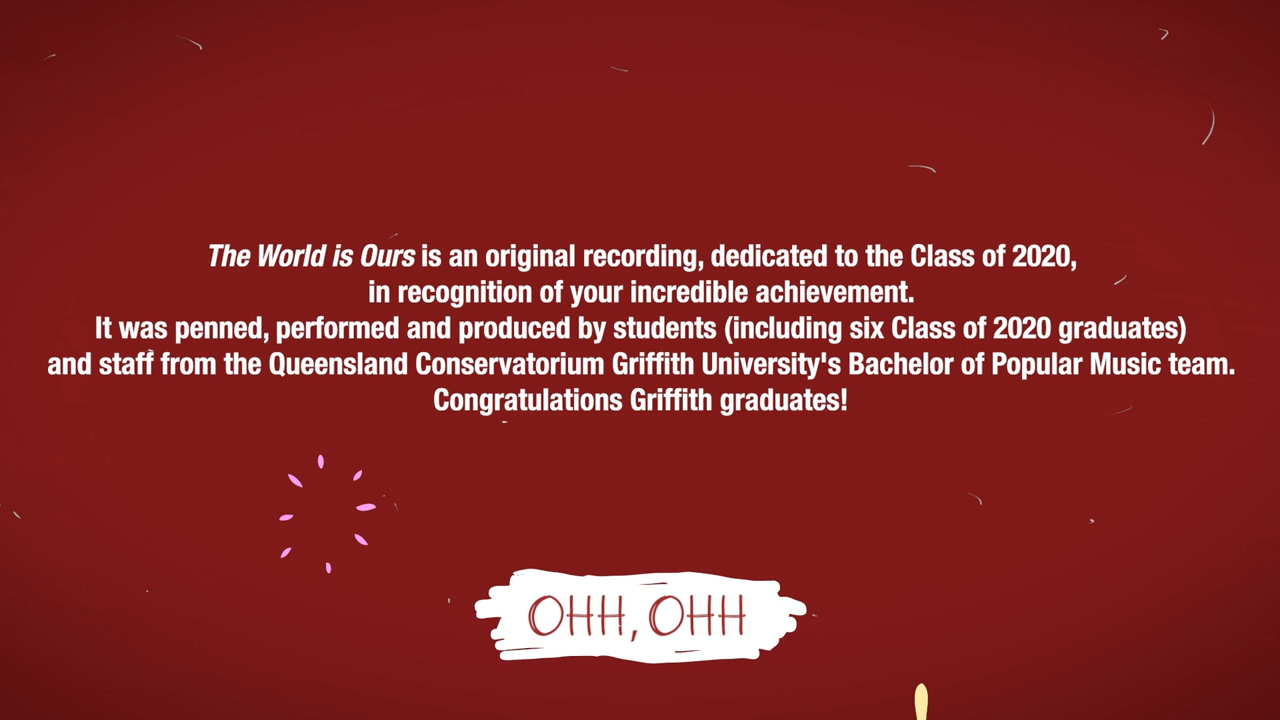 The World is Ours is an original recording, dedicated to the Class of 2020,
in recognition of your incredible achievement.
It was penned, performed and produced by students (including six Class of 2020 graduates)
and staff from the Queensland Conservatorium Griffith University's Bachelor of Popular Music team.
Congratulations Griffith graduates!
OHH, OHH